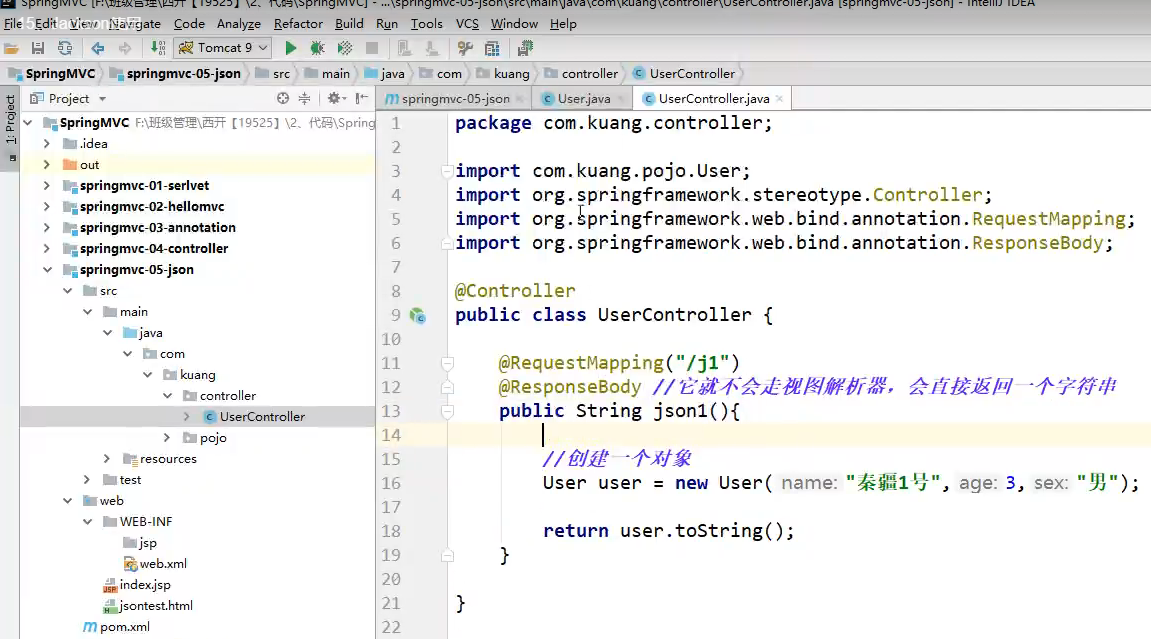 SpringMVC [F:\班级管理\西开【19525】\2、代码\SpringMVC] - ...\springmvc-05-json\src\main\java\com\kuang\controller\UserController.java [springmvc-05-json] - IntelliJ IDEA
File Edit View Navigate Code Analyze Refactor Build Run Tools VCS Window Help
Tomcat 9
SpringMVC springmvc-05-json src main java com kuang controller UserController
1: Project
Project
springmvc-05-json User.java UserController.java
SpringMVC F:\班级管理\西开【19525】\2、代码\Spring
.idea
out
springmvc-01-serlvet
springmvc-02-hellomvc
springmvc-03-annotation
springmvc-04-controller
springmvc-05-json
src
main
java
com
kuang
controller
UserController
pojo
resources
test
web
WEB-INF
jsp
web.xml
index.jsp
jsontest.html
pom.xml
1 package com.kuang.controller;
2
3 import com.kuang.pojo.User;
4 import org.springframework.stereotype.Controller;
5 import org.springframework.web.bind.annotation.RequestMapping;
6 import org.springframework.web.bind.annotation.ResponseBody;
7
8 @Controller
9 public class UserController {
10
11 @RequestMapping("/j1")
12 @ResponseBody //它就不会走视图解析器，会直接返回一个字符串
13 public String json1(){
14
15 //创建一个对象
16 User user = new User( name: "秦疆1号", age: 3, sex: "男");
17
18 return user.toString();
19 }
20
21 }
22